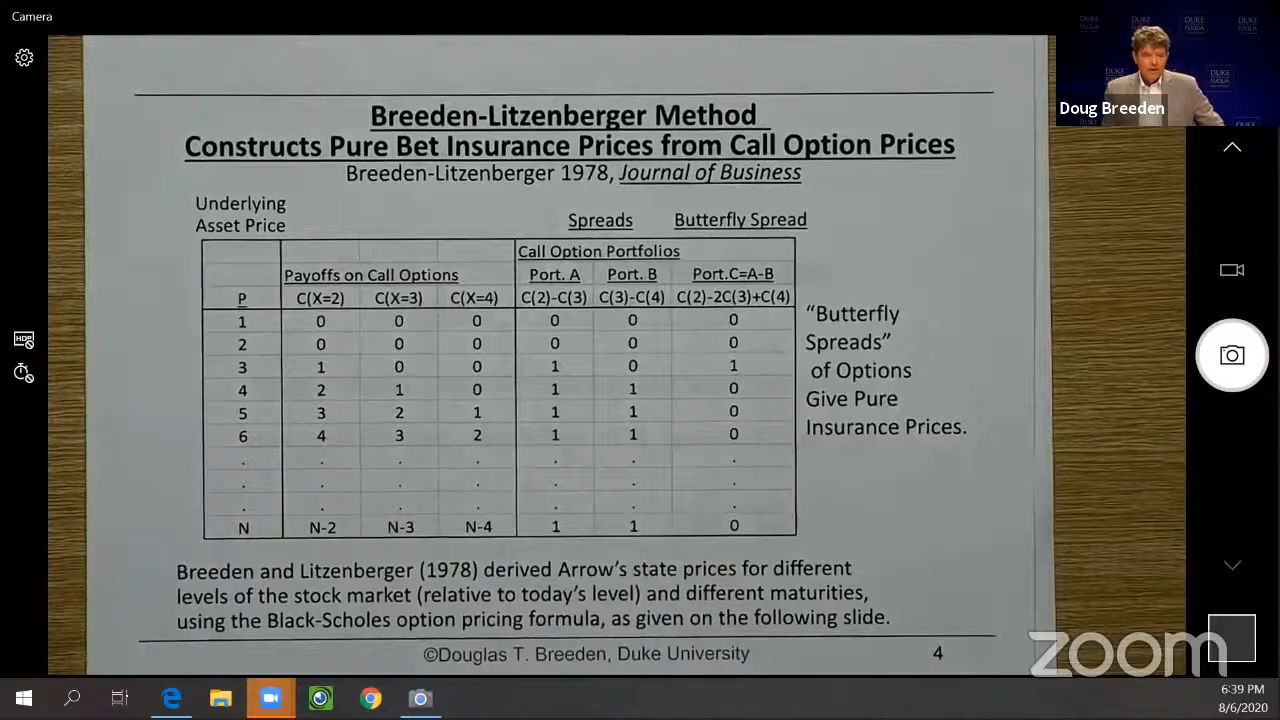 Camera
DUKE
FUQUA
Doug Breeden
Breeden-Litzenberger Method
Constructs Pure Bet Insurance Prices from Call Option Prices
Breeden-Litzenberger 1978, Journal of Business
Underlying
Asset Price
Spreads Butterfly Spread
Call Option Portfolios
Payoffs on Call Options Port. A Port. B Port.C=A-B
P C(X=2) C(X=3) C(X=4) C(2)-C(3) C(3)-C(4) C(2)-2C(3)+C(4)
1 0 0 0 0 0 0
2 0 0 0 0 0 0
3 1 0 0 1 0 1
4 2 1 0 1 1 0
5 3 2 1 1 1 0
6 4 3 2 1 1 0
. . . . . . .
. . . . . . .
. . . . . . .
N N-2 N-3 N-4 1 1 0
“Butterfly
Spreads”
of Options
Give Pure
Insurance Prices.
Breeden and Litzenberger (1978) derived Arrow’s state prices for different
levels of the stock market (relative to today’s level) and different maturities,
using the Black-Scholes option pricing formula, as given on the following slide.
©Douglas T. Breeden, Duke University 4
HDR
zoom
6:39 PM
8/6/2020